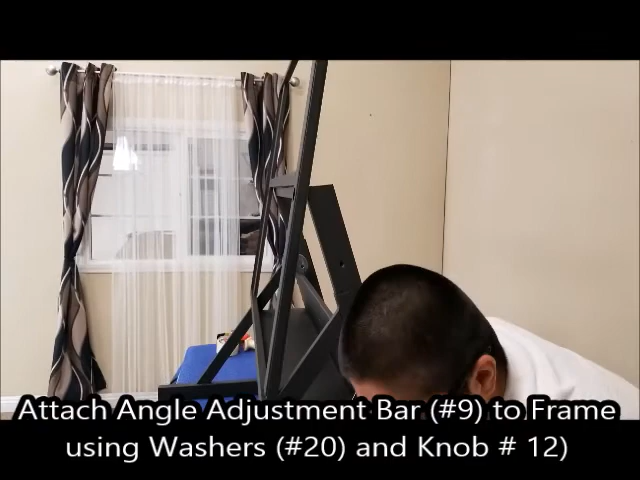 Attach Angle Adjustment Bar (#9) to Frame
using Washers (#20) and Knob # 12)